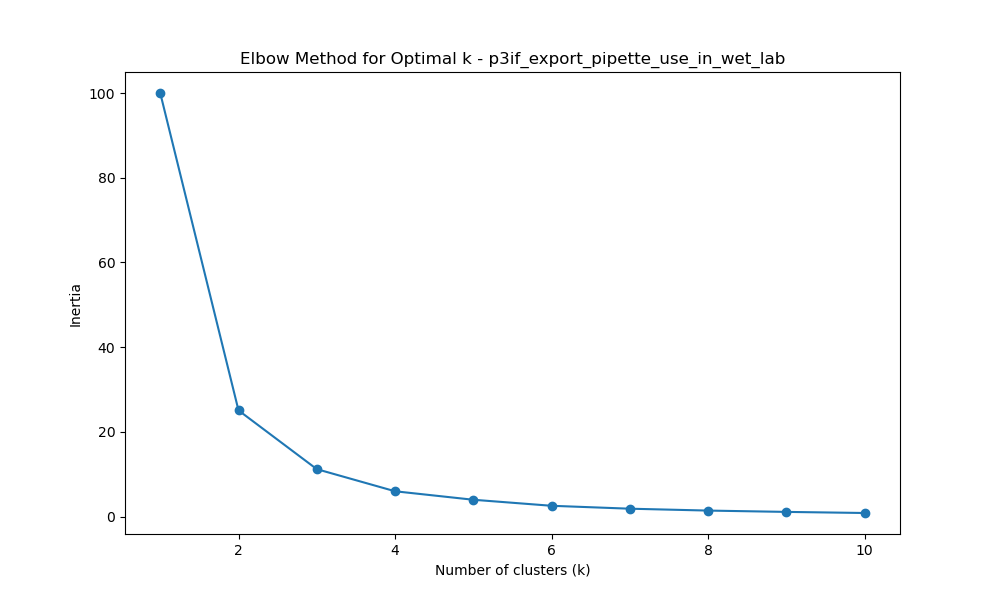 Elbow Method for Optimal k - p3if_export_pipette_use_in_wet_lab
100
80
60
40
20
0
Inertia
2 4 6 8 10
Number of clusters (k)